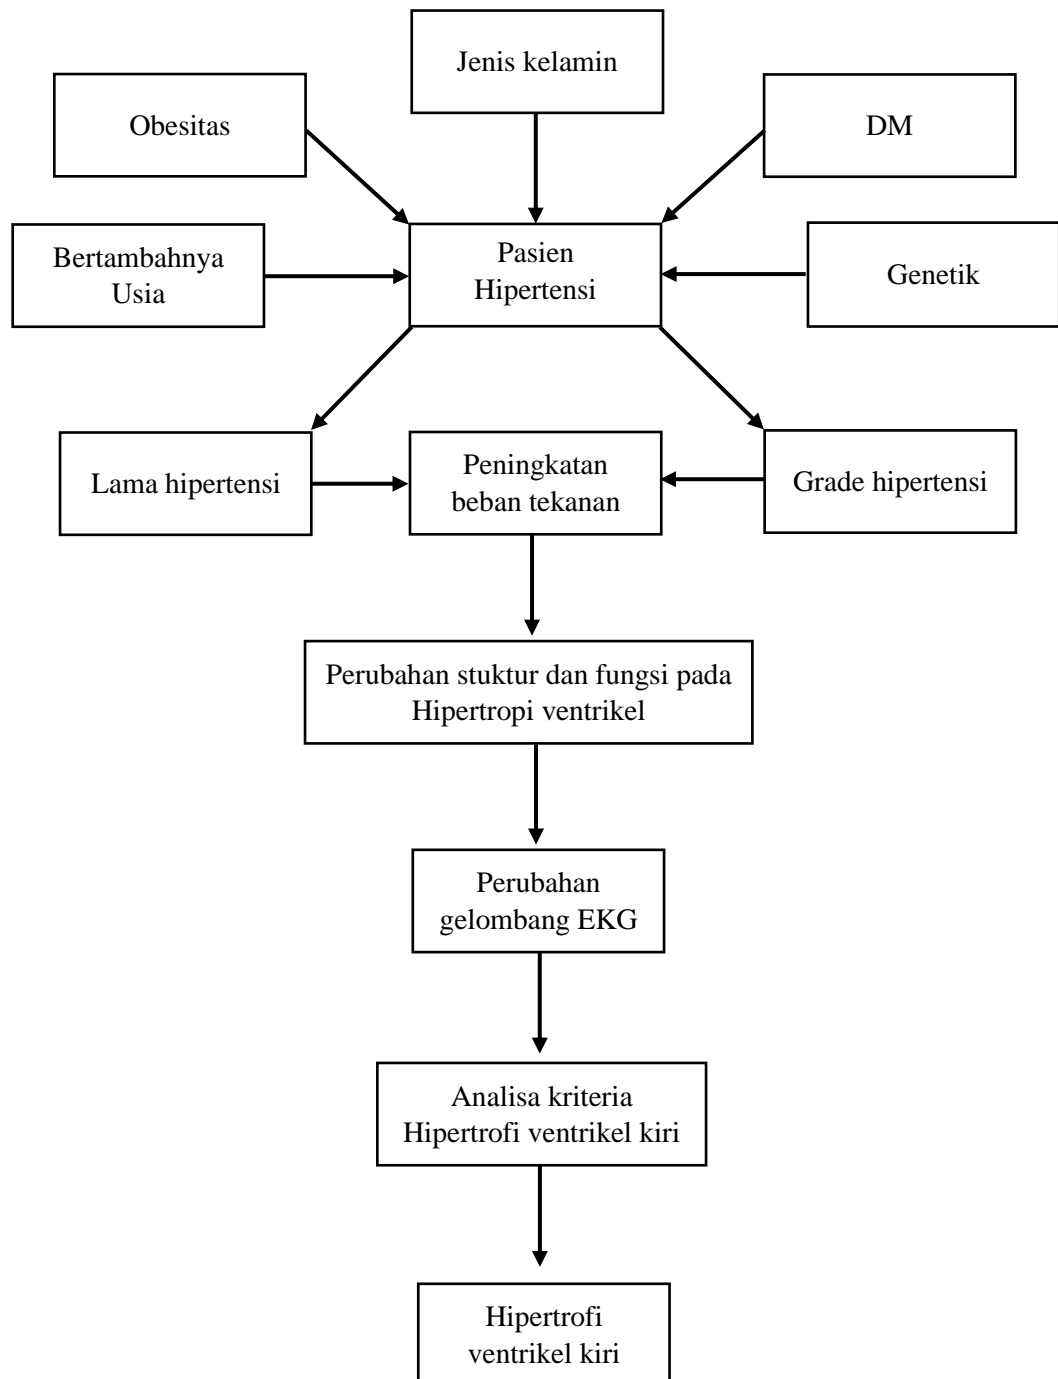 Jenis kelamin
Obesitas
DM
Bertambahnya
Usia
Pasien
Hipertensi
Genetik
Lama hipertensi
Peningkatan
beban tekanan
Grade hipertensi
Perubahan stuktur dan fungsi pada
Hipertropi ventrikel
Perubahan
gelombang EKG
Analisa kriteria
Hipertrofi ventrikel kiri
Hipertrofi
ventrikel kiri